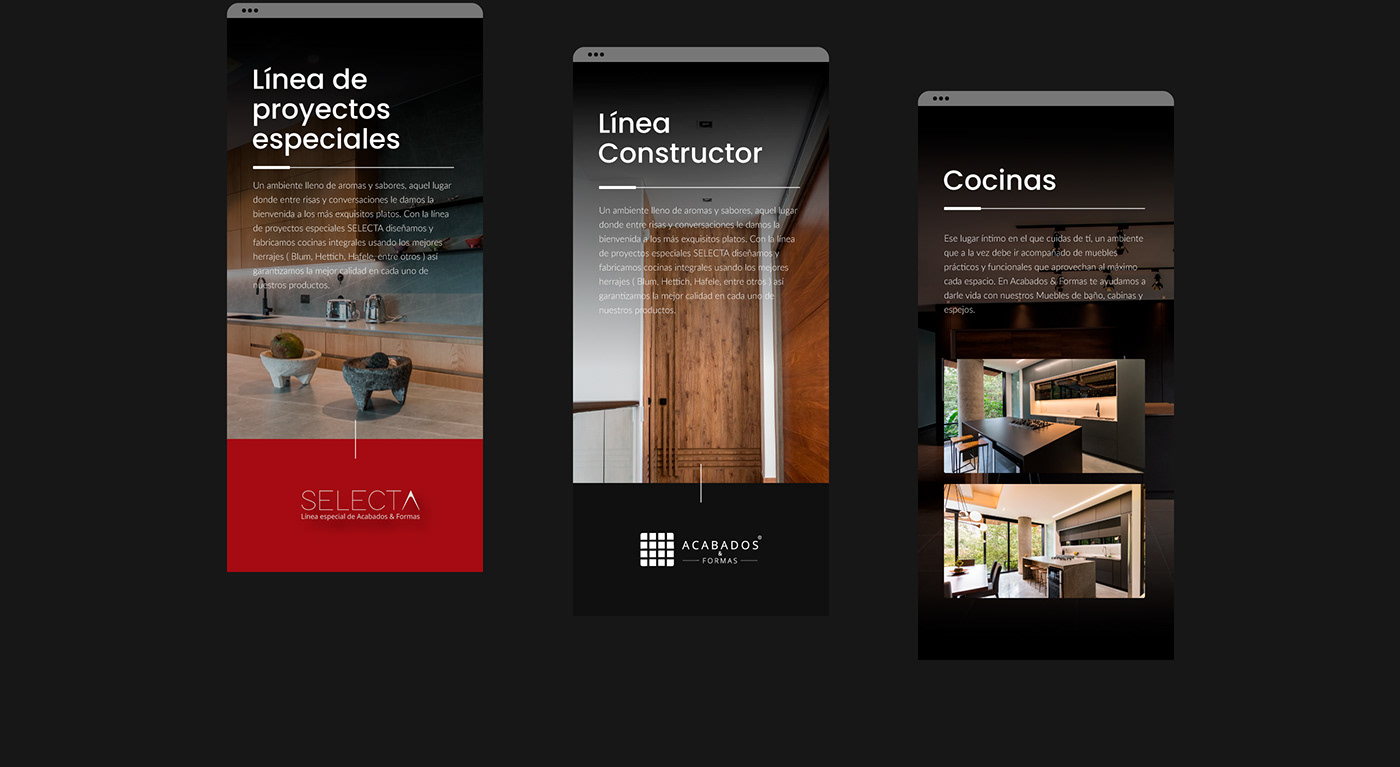 Línea de
proyectos
especiales
Un ambiente lleno de aromas y sabores, aquel lugar
donde entre risas y conversaciones le damos la
bienvenida a los más exquisitos platos. Con la línea
de proyectos especiales SELECTA diseñamos y
fabricamos cocinas integrales usando los mejores
herrajes ( Blum, Hettich, Hafele, entre otros ) asi
garantizamos la mejor calidad en cada uno de
nuestros productos.
SELECTA
Línea especial de Acabados & Formas
Línea
Constructor
Un ambiente lleno de aromas y sabores, aquel lugar
donde entre risas y conversaciones le damos la
bienvenida a los más exquisitos platos. Con la línea
de proyectos especiales SELECTA diseñamos y
fabricamos cocinas integrales usando los mejores
herrajes ( Blum, Hettich, Hafele, entre otros ) asi
garantizamos la mejor calidad en cada uno de
nuestros productos.
ACABADOS®
&
FORMAS
Cocinas
Ese lugar íntimo en el que cuidas de tí, un ambiente
que a la vez debe ir acompañado de muebles
prácticos y funcionales que aprovechan al máximo
cada espacio. En Acabados & Formas te ayudamos a
darle vida con nuestros Muebles de baño, cabinas y
espejos.